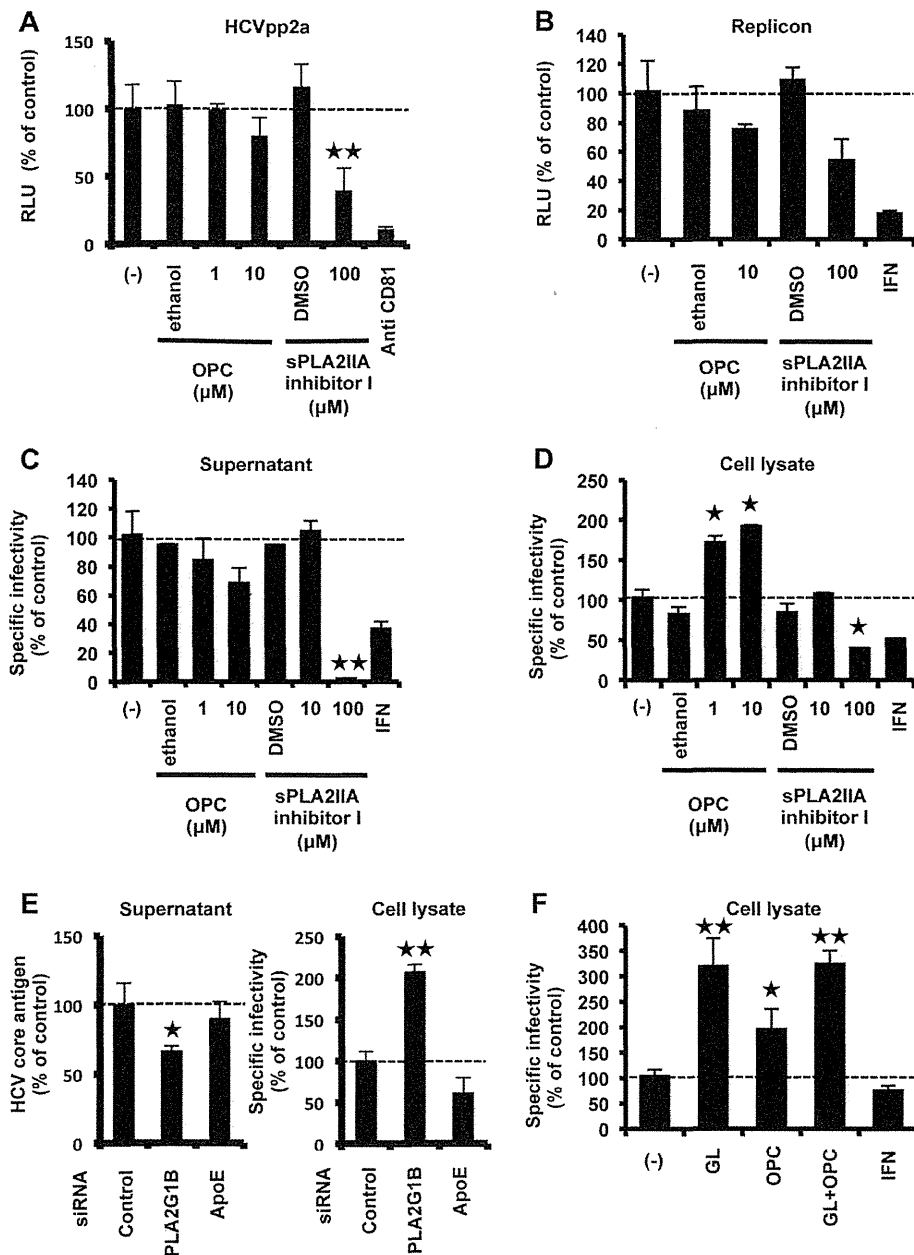 A
HCVpp2a
RLU (% of control)
150
100
50
0
★★
(-)
ethanol
1
10
DMSO
100
Anti CD81
OPC
(µM)
sPLA2IIA
inhibitor I
(µM)
B
Replicon
RLU (% of control)
140
120
100
80
60
40
20
0
(-)
ethanol
10
DMSO
100
IFN
OPC
(µM)
sPLA2IIA
inhibitor I
(µM)
C
Supernatant
Specific infectivity
(% of control)
140
120
100
80
60
40
20
0
★★
(-)
ethanol
1
10
DMSO
10
100
IFN
OPC
(µM)
sPLA2IIA
inhibitor I
(µM)
D
Cell lysate
Specific infectivity
(% of control)
250
200
150
100
50
0
★
★
★
(-)
ethanol
1
10
DMSO
10
100
IFN
OPC
(µM)
sPLA2IIA
inhibitor I
(µM)
E
Supernatant
HCV core antigen
(% of control)
150
100
50
0
★
siRNA
Control
PLA2G1B
ApoE
Cell lysate
Specific infectivity
(% of control)
250
200
150
100
50
0
★★
siRNA
Control
PLA2G1B
ApoE
F
Cell lysate
Specific infectivity
(% of control)
400
350
300
250
200
150
100
50
0
★★
★
★★
(-)
GL
OPC
GL+OPC
IFN